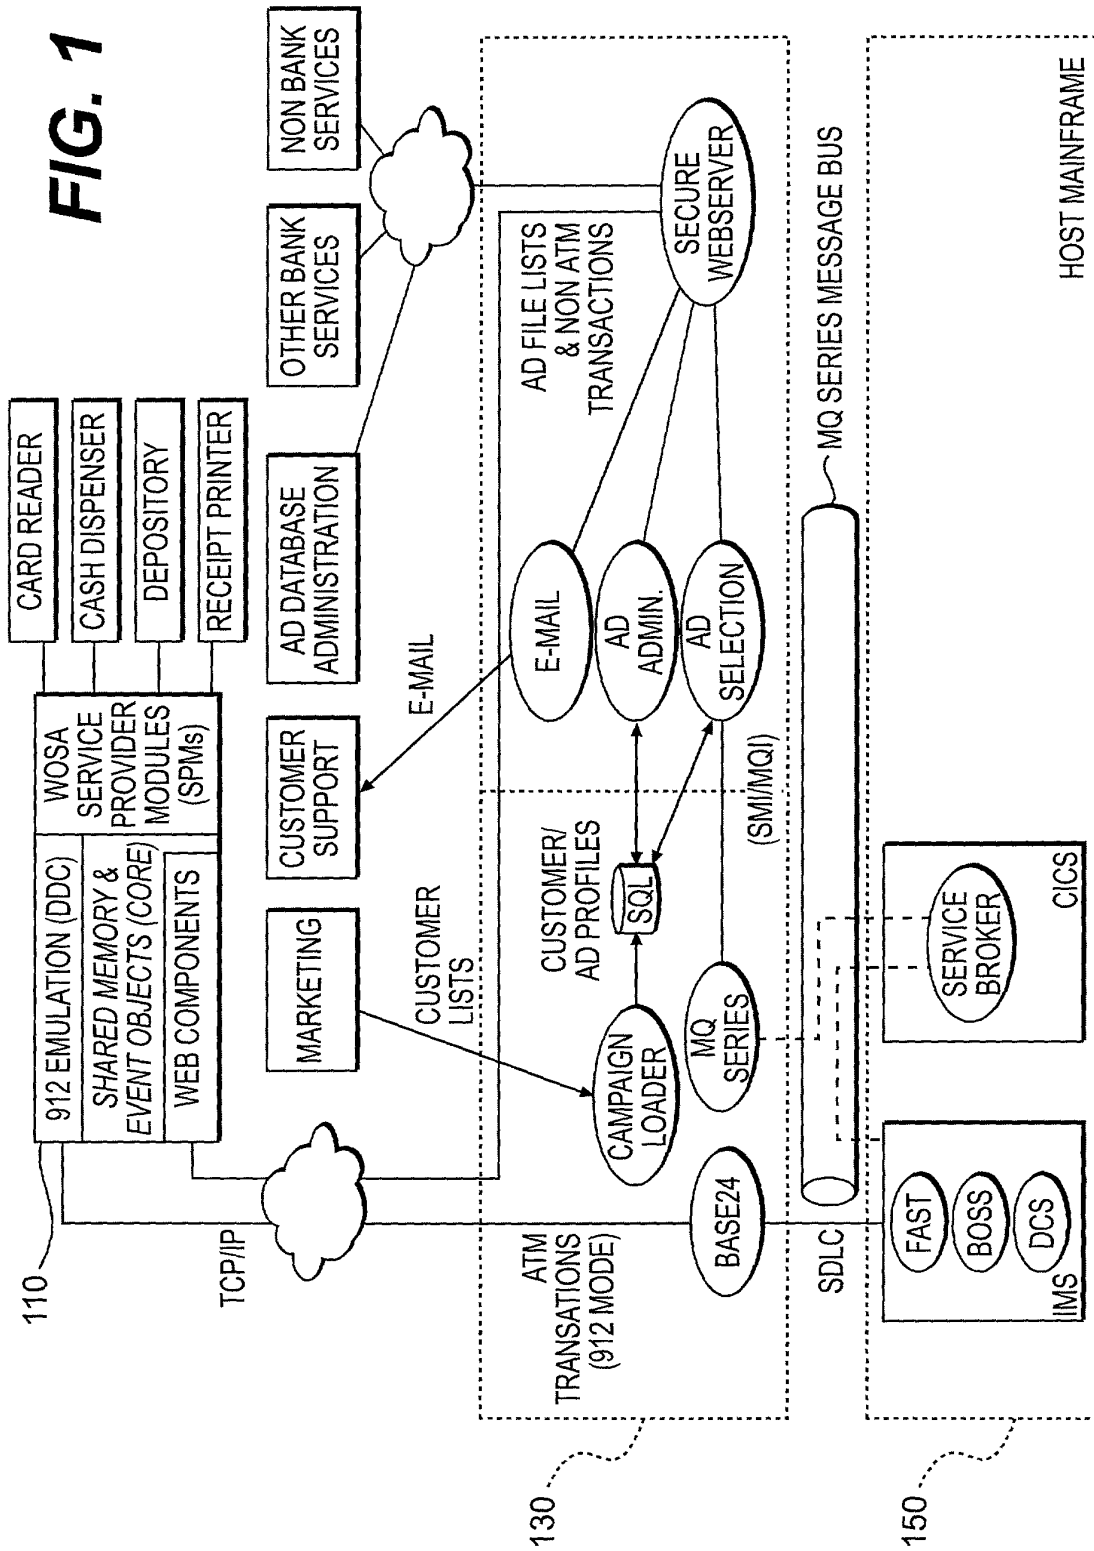 FIG. 1
110
912 EMULATION (DDC)
SHARED MEMORY &
EVENT OBJECTS (CORE)
WEB COMPONENTS
WOSA
SERVICE
PROVIDER
MODULES
(SPMs)
CARD READER
CASH DISPENSER
DEPOSITORY
RECEIPT PRINTER
TCP/IP
MARKETING
CUSTOMER
SUPPORT
AD DATABASE
ADMINISTRATION
OTHER BANK
SERVICES
NON BANK
SERVICES
CUSTOMER
LISTS
E-MAIL
130
ATM
TRANSATIONS
(912 MODE)
BASE24
CAMPAIGN
LOADER
MQ
SERIES
CUSTOMER/
AD PROFILES
SQL
E-MAIL
AD
ADMIN.
AD
SELECTION
(SMI/MQI)
AD FILE LISTS
& NON ATM
TRANSACTIONS
SECURE
WEBSERVER
SDLC
MQ SERIES MESSAGE BUS
150
FAST
BOSS
DCS
IMS
SERVICE
BROKER
CICS
HOST MAINFRAME